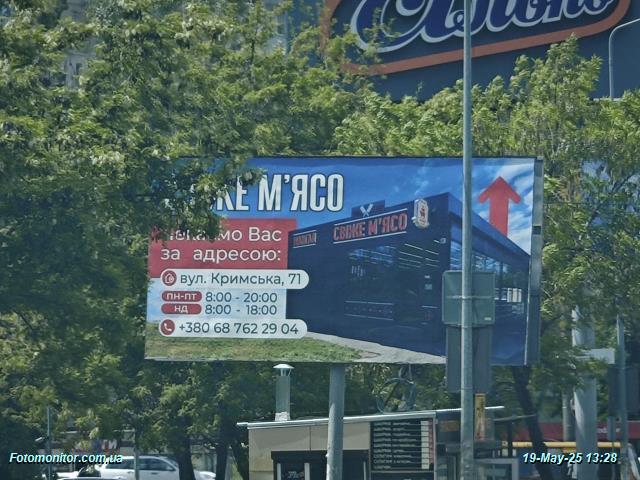 КЕ М'ЯСО
СВІЖЕ М'ЯСО
Вас
за адресою:
вул. Кримська, 71
ПН-ПТ 8:00 - 20:00
НД 8:00 - 18:00
+380 68 762 29 04
Fotomonitor.com.ua
19-May-25 13:28